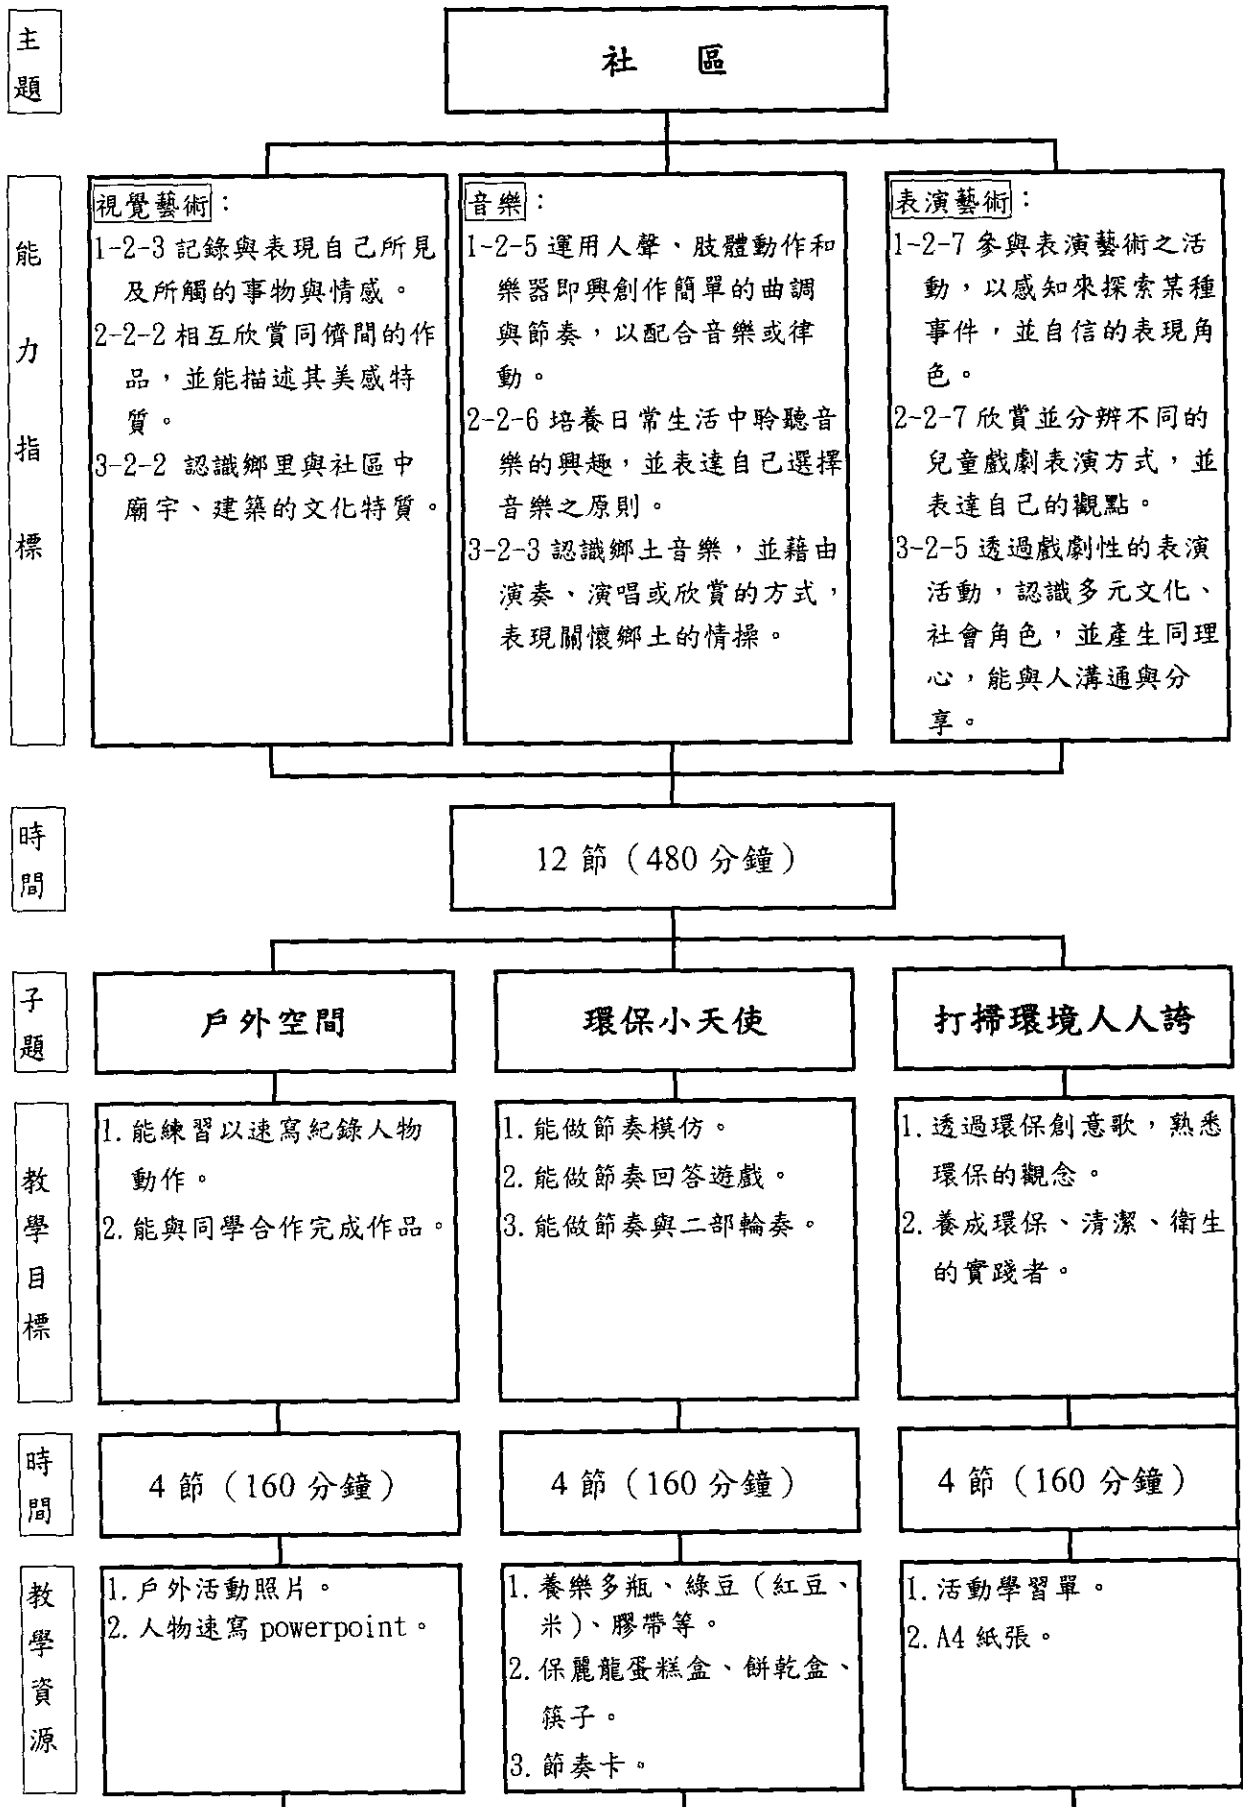 主題
社 區
能力指標
視覺藝術：
1-2-3 記錄與表現自己所見
及所觸的事物與情感。
2-2-2 相互欣賞同儕間的作
品，並能描述其美感特
質。
3-2-2 認識鄉里與社區中
廟宇、建築的文化特質。
音樂：
1-2-5 運用人聲、肢體動作和
樂器即興創作簡單的曲調
與節奏，以配合音樂或律
動。
2-2-6 培養日常生活中聆聽音
樂的興趣，並表達自己選擇
音樂之原則。
3-2-3 認識鄉土音樂，並藉由
演奏、演唱或欣賞的方式，
表現關懷鄉土的情操。
表演藝術：
1-2-7 參與表演藝術之活
動，以感知來探索某種
事件，並自信的表現角
色。
2-2-7 欣賞並分辨不同的
兒童戲劇表演方式，並
表達自己的觀點。
3-2-5 透過戲劇性的表演
活動，認識多元文化、
社會角色，並產生同理
心，能與人溝通與分
享。
時間
12 節（480 分鐘）
子題
戶外空間
環保小天使
打掃環境人人誇
教學目標
1. 能練習以速寫紀錄人物
動作。
2. 能與同學合作完成作品。
1. 能做節奏模仿。
2. 能做節奏回答遊戲。
3. 能做節奏與二部輪奏。
1. 透過環保創意歌，熟悉
環保的觀念。
2. 養成環保、清潔、衛生
的實踐者。
時間
4 節（160 分鐘）
4 節（160 分鐘）
4 節（160 分鐘）
教學資源
1. 戶外活動照片。
2. 人物速寫 powerpoint。
1. 養樂多瓶、綠豆（紅豆、
米）、膠帶等。
2. 保麗龍蛋糕盒、餅乾盒、
筷子。
3. 節奏卡。
1. 活動學習單。
2. A4 紙張。